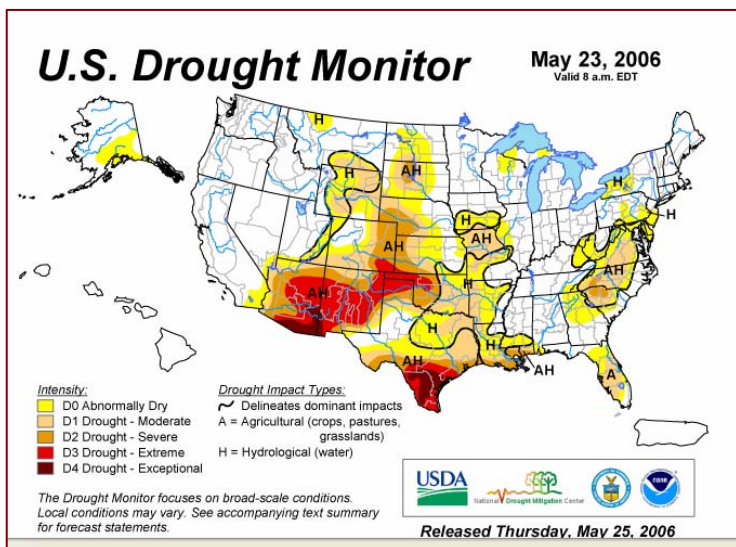 U.S. Drought Monitor
May 23, 2006
Valid 8 a.m. EDT
H
H
AH
H
H
H
AH
AH
AH
H
AH
H
H
AH
AH
A
Intensity:
D0 Abnormally Dry
D1 Drought - Moderate
D2 Drought - Severe
D3 Drought - Extreme
D4 Drought - Exceptional
Drought Impact Types:
Delineates dominant impacts
A = Agricultural (crops, pastures,
grasslands)
H = Hydrological (water)
The Drought Monitor focuses on broad-scale conditions.
Local conditions may vary. See accompanying text summary
for forecast statements.
USDA
National Drought Mitigation Center
Released Thursday, May 25, 2006